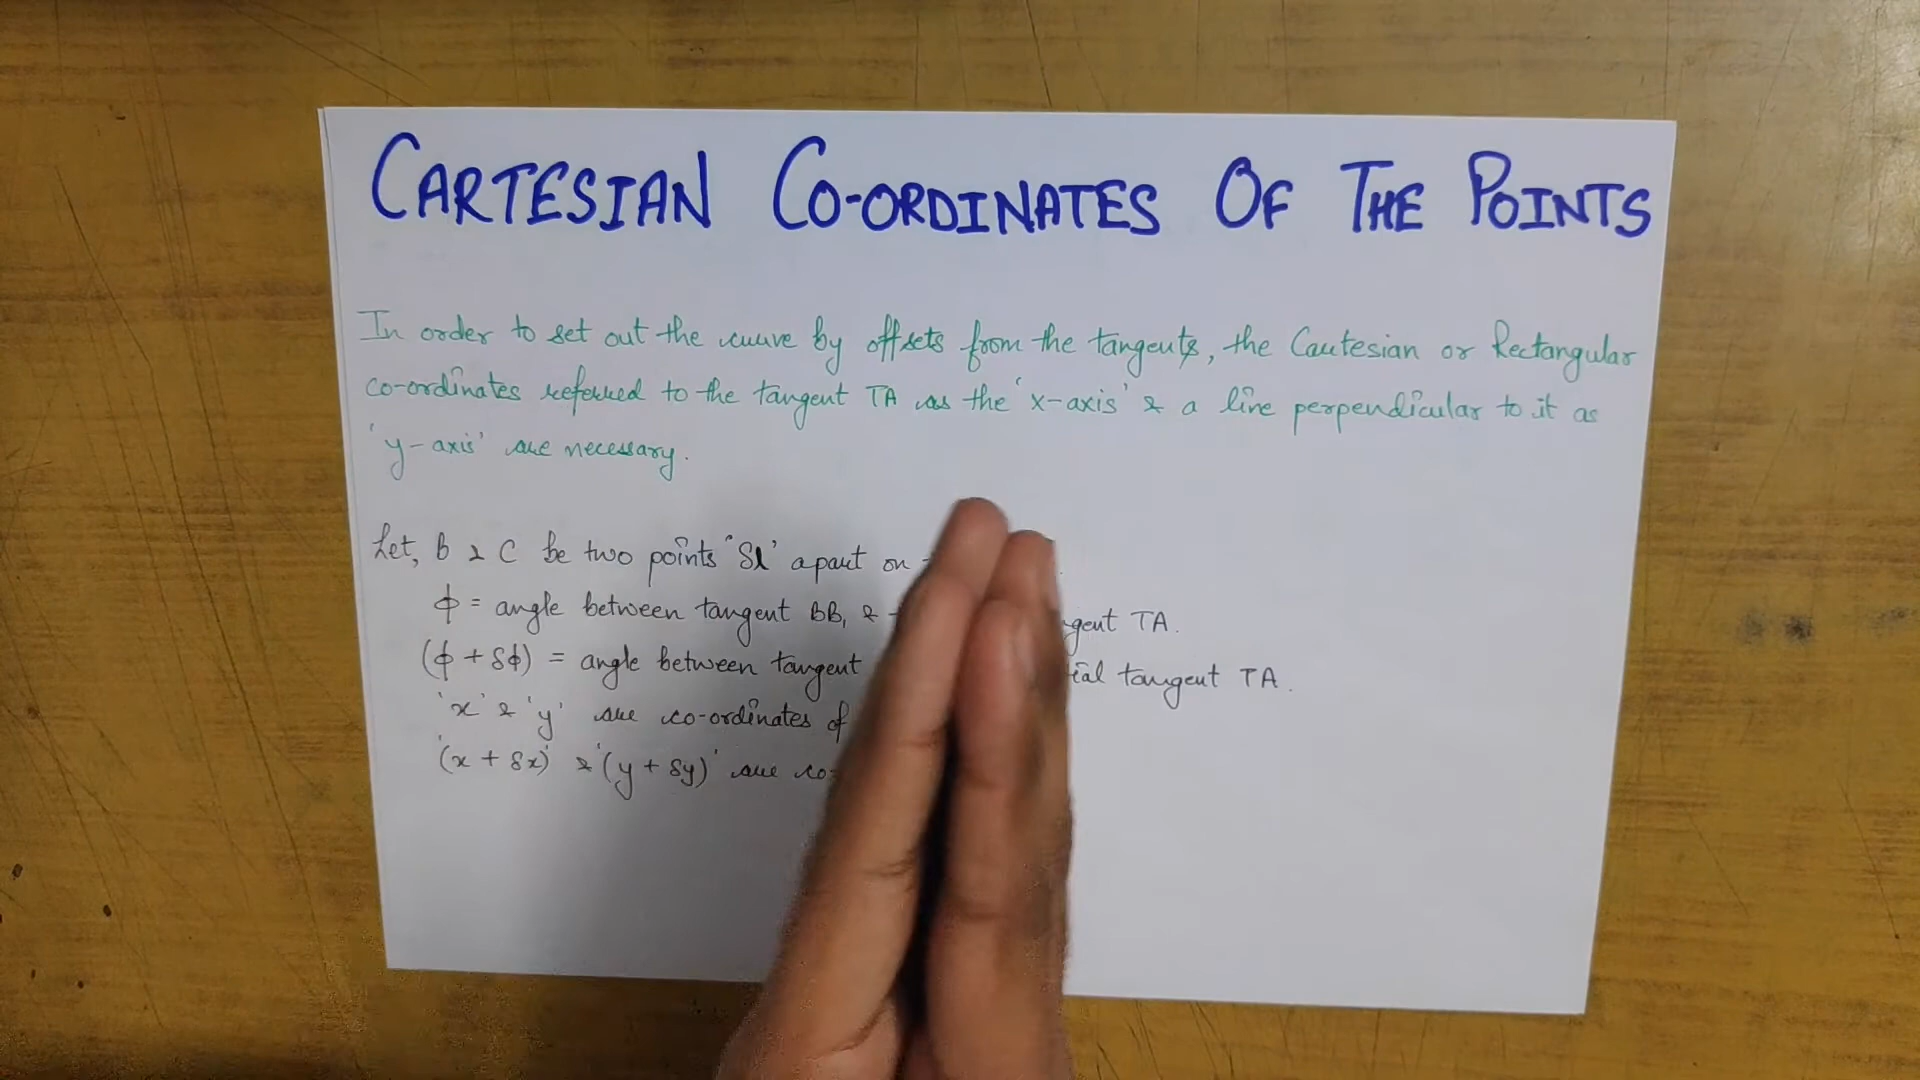 CARTESIAN CO-ORDINATES OF THE POINTS
In order to set out the curve by offsets from the tangents, the Cartesian or Rectangular
co-ordinates referred to the tangent TA as the 'x-axis' & a line perpendicular to it as
'y-axis' are necessary.
Let, B & C be two points 'δl' apart on
ϕ = angle between tangent BB₁ & TA.
(ϕ + δϕ) = angle between tangent tangent TA.
'x' & 'y' are co-ordinates of
'(x + δx)' & '(y + δy)' are